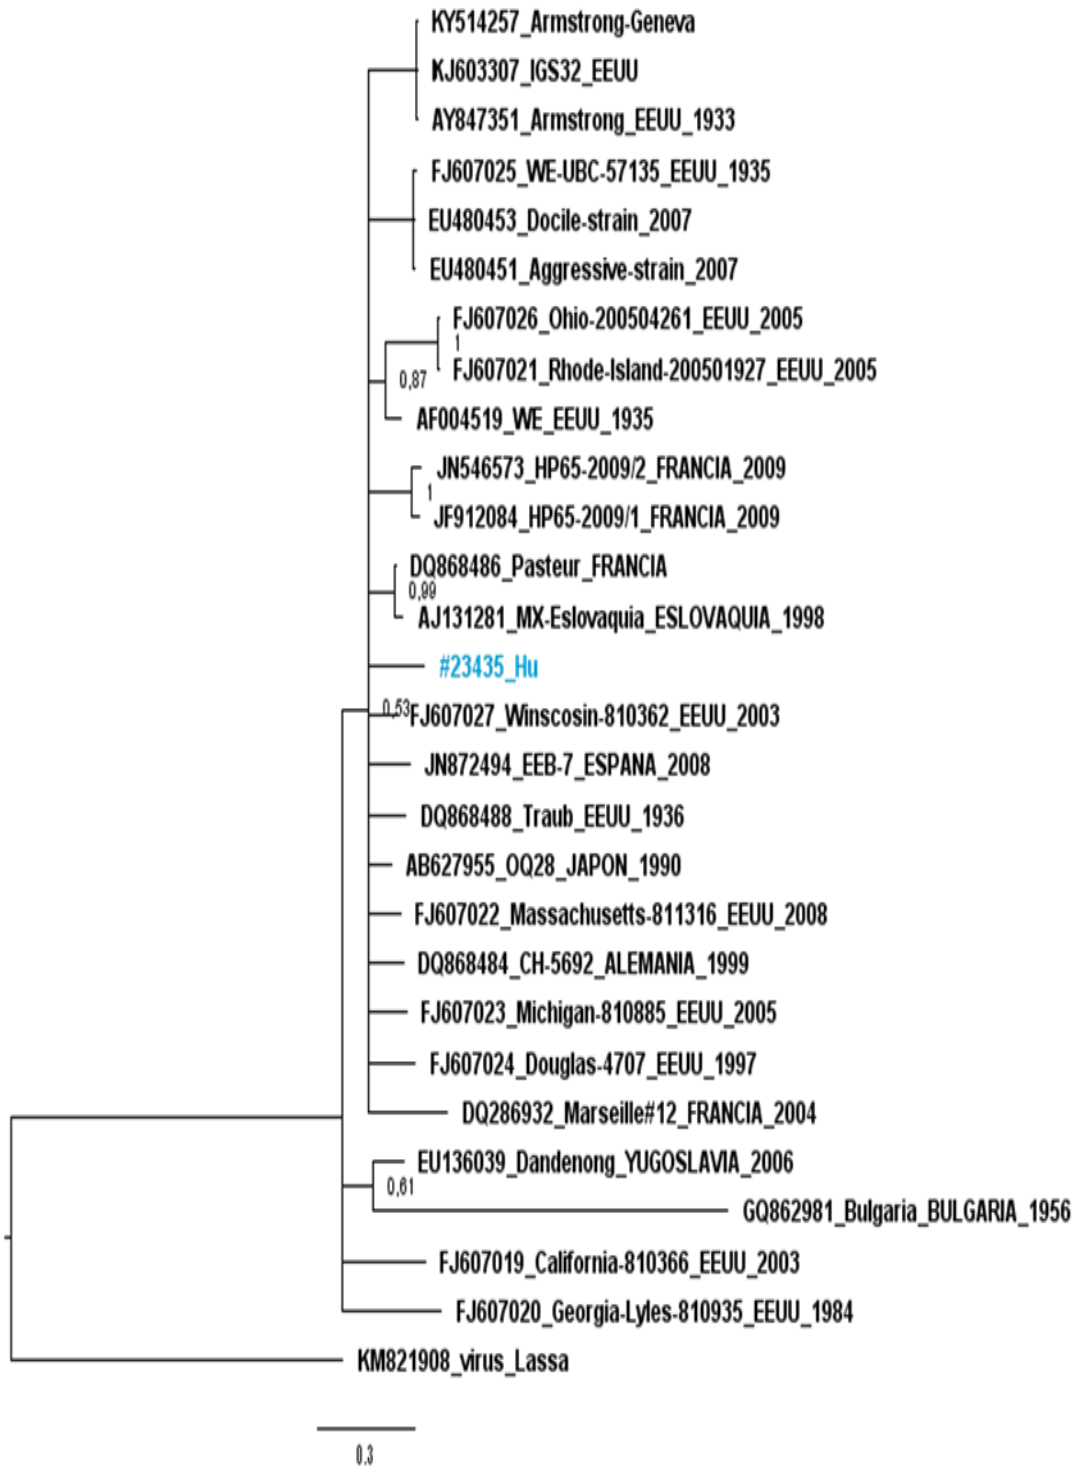 KY514257_Armstrong-Geneva
KJ603307_IGS32_EEUU
AY847351_Armstrong_EEUU_1933
FJ607025_WE-UBC-57135_EEUU_1935
EU480453_Docile-strain_2007
EU480451_Aggressive-strain_2007
FJ607026_Ohio-200504261_EEUU_2005
1
FJ607021_Rhode-Island-200501927_EEUU_2005
0,87
AF004519_WE_EEUU_1935
JN546573_HP65-2009/2_FRANCIA_2009
1
JF912084_HP65-2009/1_FRANCIA_2009
DQ868486_Pasteur_FRANCIA
0,99
AJ131281_MX-Eslovaquia_ESLOVAQUIA_1998
#23435_Hu
0,53
FJ607027_Winscosin-810362_EEUU_2003
JN872494_EEB-7_ESPANA_2008
DQ868488_Traub_EEUU_1936
AB627955_OQ28_JAPON_1990
FJ607022_Massachusetts-811316_EEUU_2008
DQ868484_CH-5692_ALEMANIA_1999
FJ607023_Michigan-810885_EEUU_2005
FJ607024_Douglas-4707_EEUU_1997
DQ286932_Marseille#12_FRANCIA_2004
EU136039_Dandenong_YUGOSLAVIA_2006
0,61
GQ862981_Bulgaria_BULGARIA_1956
FJ607019_California-810366_EEUU_2003
FJ607020_Georgia-Lyles-810935_EEUU_1984
KM821908_virus_Lassa
0.3